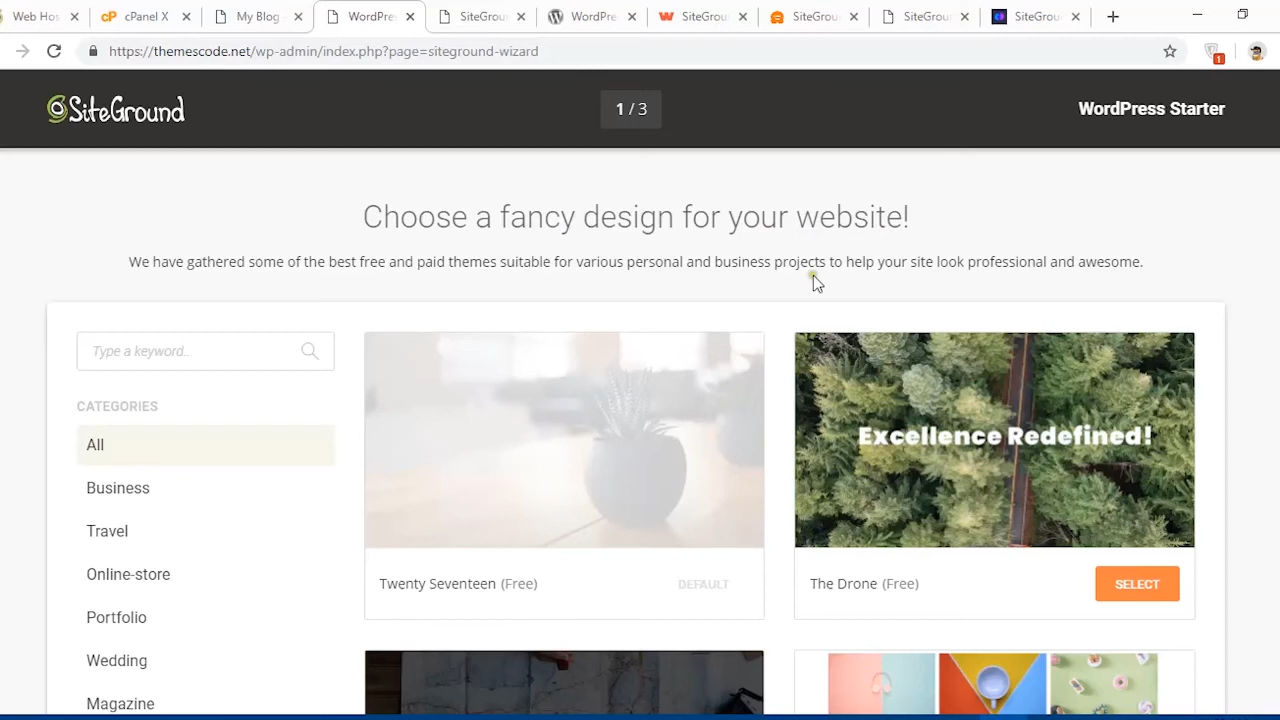 Web Hos
cPanel X
My Blog
WordPres
SiteGroun
WordPre
SiteGrou
SiteGrou
SiteGrou
SiteGrou
https://themescode.net/wp-admin/index.php?page=siteground-wizard
1
SiteGround
1 / 3
WordPress Starter
Choose a fancy design for your website!
We have gathered some of the best free and paid themes suitable for various personal and business projects to help your site look professional and awesome.
Type a keyword...
CATEGORIES
All
Business
Travel
Online-store
Portfolio
Wedding
Magazine
Twenty Seventeen (Free)
DEFAULT
Excellence Redefined!
The Drone (Free)
SELECT